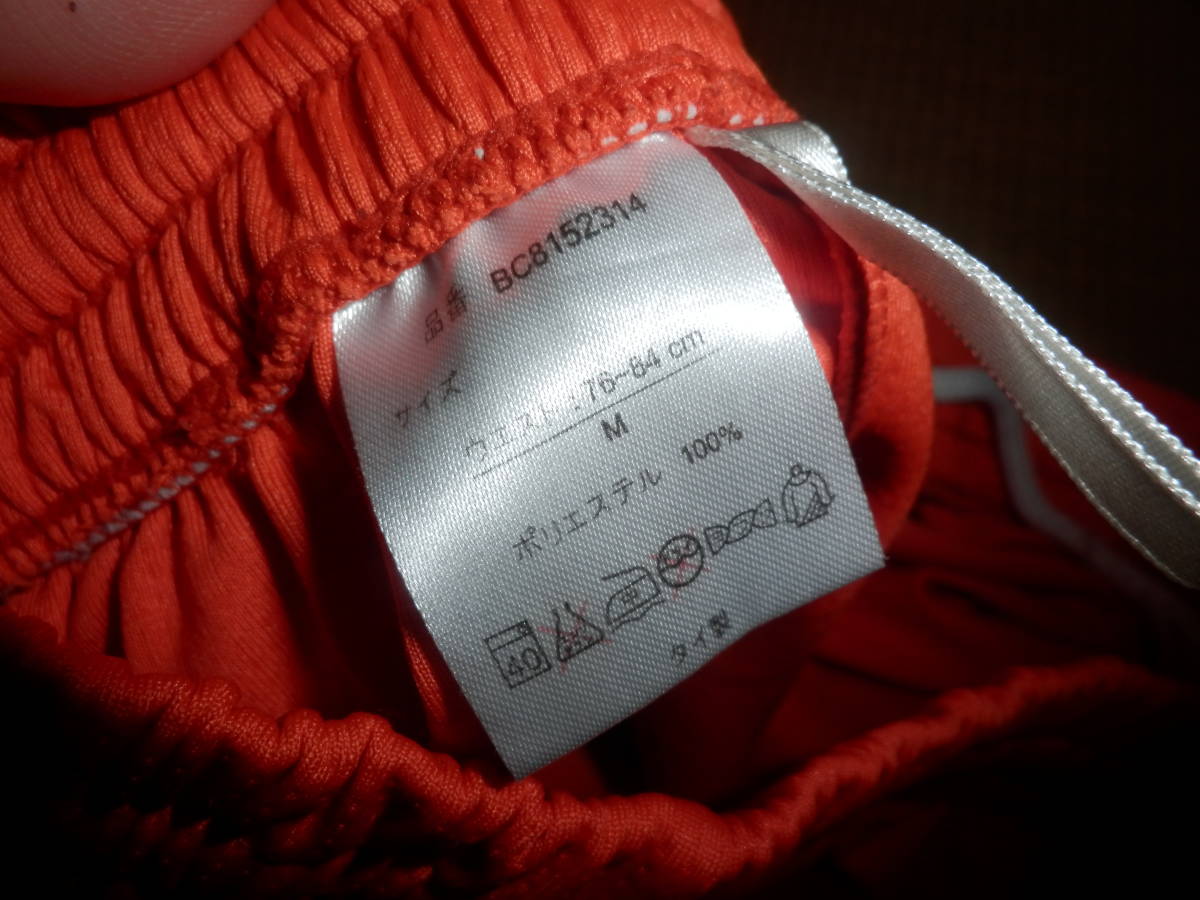 品番 BC8152314
サイズ
ウエスト : 76~84 cm
M
ポリエステル 100%
40
タイ製